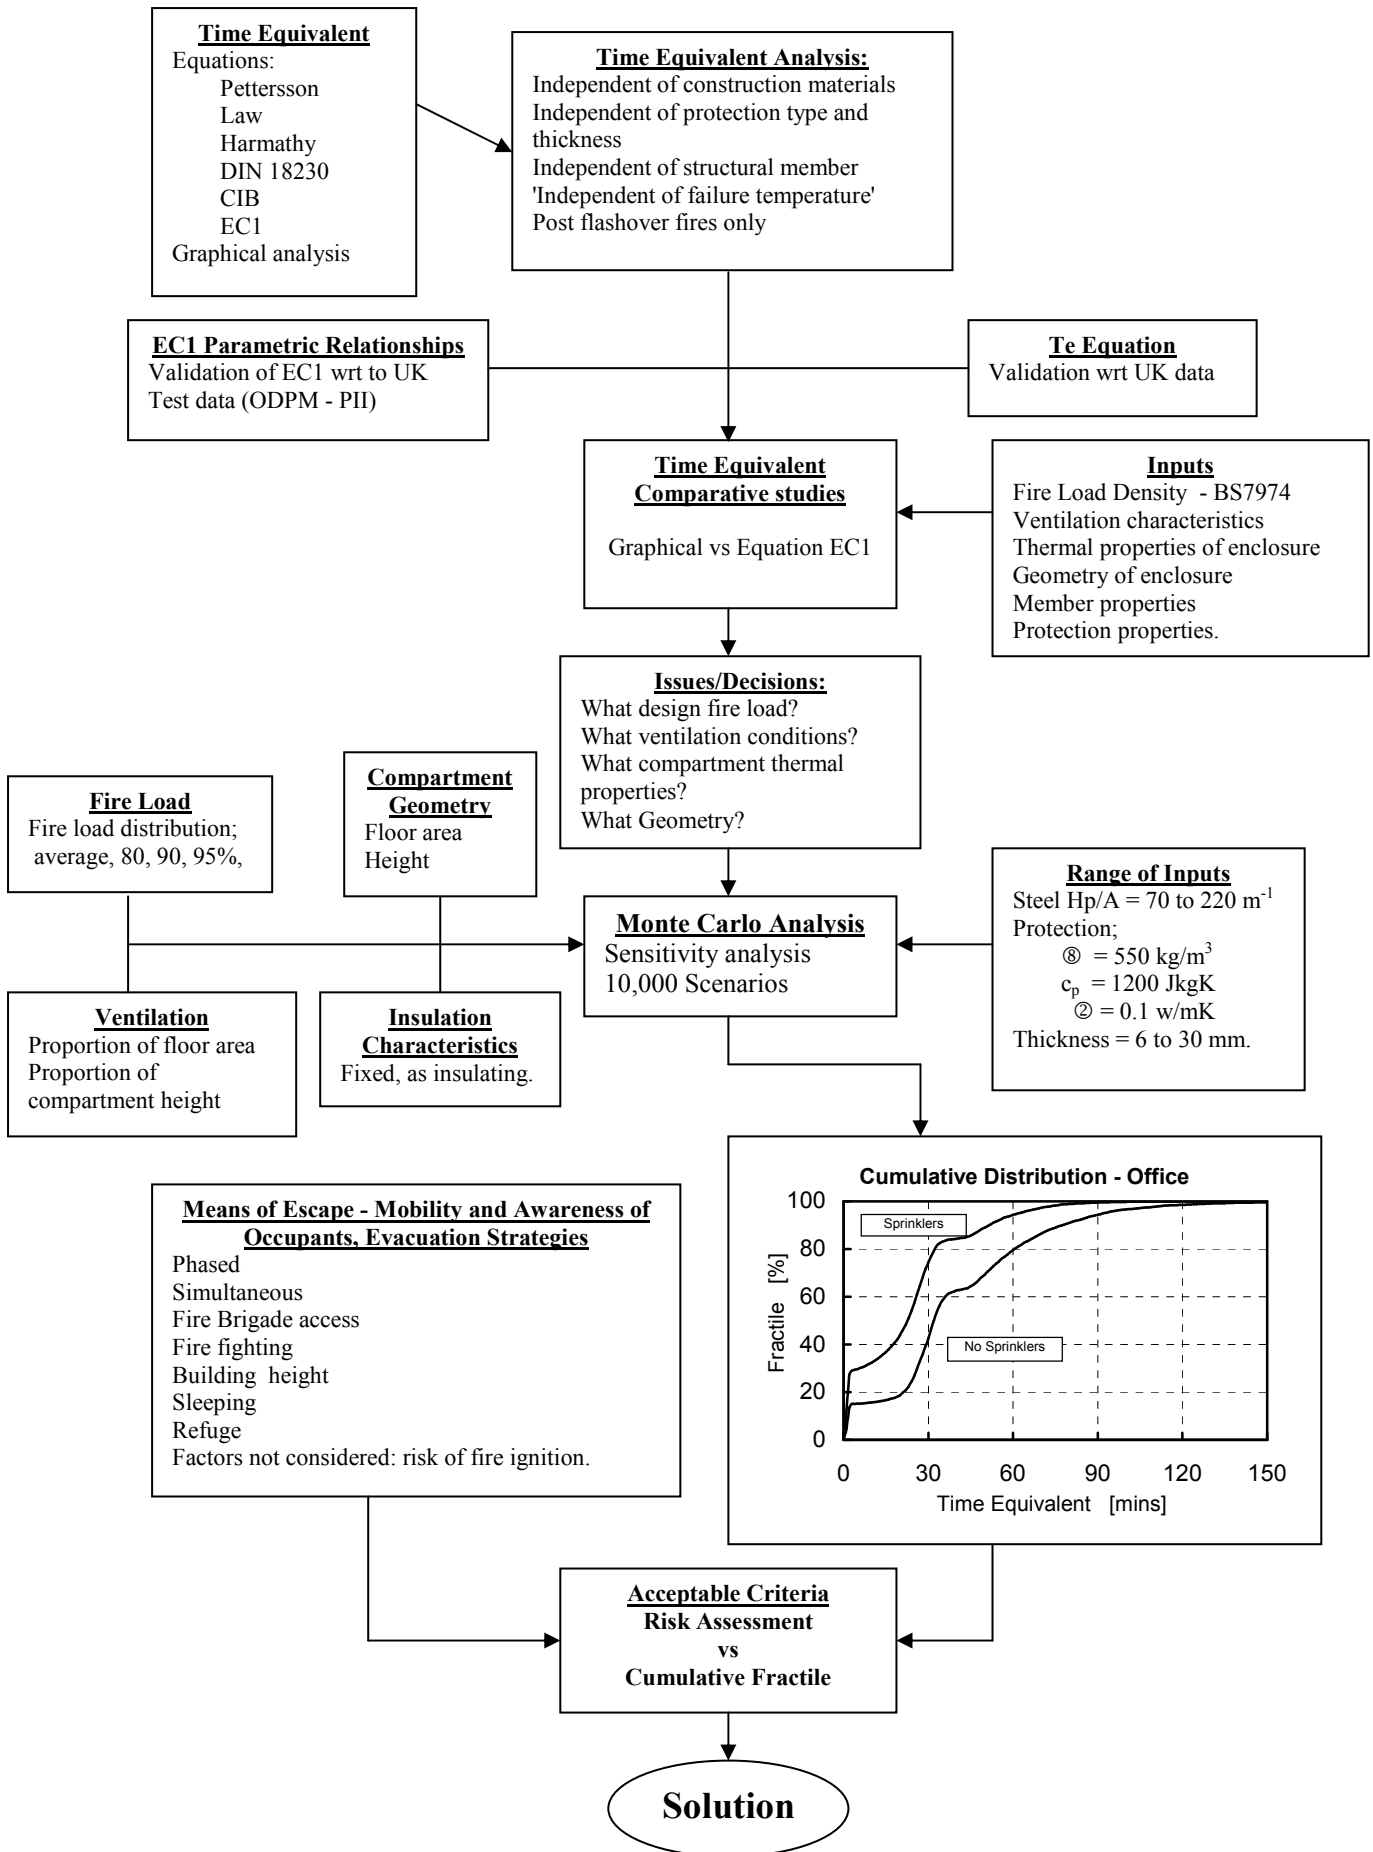 Time Equivalent
Equations:
Pettersson
Law
Harmathy
DIN 18230
CIB
EC1
Graphical analysis
Time Equivalent Analysis:
Independent of construction materials
Independent of protection type and
thickness
Independent of structural member
'Independent of failure temperature'
Post flashover fires only
EC1 Parametric Relationships
Validation of EC1 wrt to UK
Test data (ODPM - PII)
Te Equation
Validation wrt UK data
Time Equivalent
Comparative studies
Graphical vs Equation EC1
Inputs
Fire Load Density - BS7974
Ventilation characteristics
Thermal properties of enclosure
Geometry of enclosure
Member properties
Protection properties.
Issues/Decisions:
What design fire load?
What ventilation conditions?
What compartment thermal
properties?
What Geometry?
Fire Load
Fire load distribution;
average, 80, 90, 95%,
Compartment
Geometry
Floor area
Height
Monte Carlo Analysis
Sensitivity analysis
10,000 Scenarios
Range of Inputs
Steel Hp/A = 70 to 220 m⁻¹
Protection;
⑧ = 550 kg/m³
cₚ = 1200 JkgK
② = 0.1 w/mK
Thickness = 6 to 30 mm.
Ventilation
Proportion of floor area
Proportion of
compartment height
Insulation
Characteristics
Fixed, as insulating.
Means of Escape - Mobility and Awareness of
Occupants, Evacuation Strategies
Phased
Simultaneous
Fire Brigade access
Fire fighting
Building height
Sleeping
Refuge
Factors not considered: risk of fire ignition.
Cumulative Distribution - Office
Fractile [%]
100
80
60
40
20
0
Sprinklers
No Sprinklers
0 30 60 90 120 150
Time Equivalent [mins]
Acceptable Criteria
Risk Assessment
vs
Cumulative Fractile
Solution